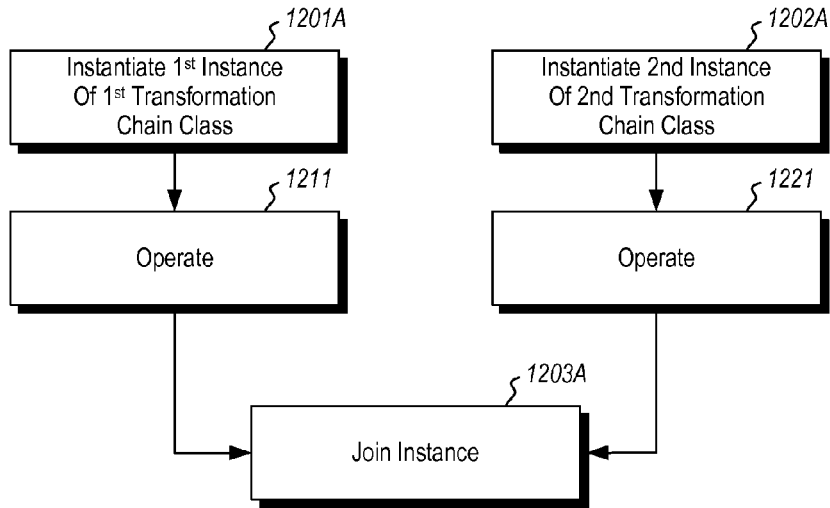 1201A
Instantiate 1st Instance
Of 1st Transformation
Chain Class
1202A
Instantiate 2nd Instance
Of 2nd Transformation
Chain Class
1211
Operate
1221
Operate
1203A
Join Instance